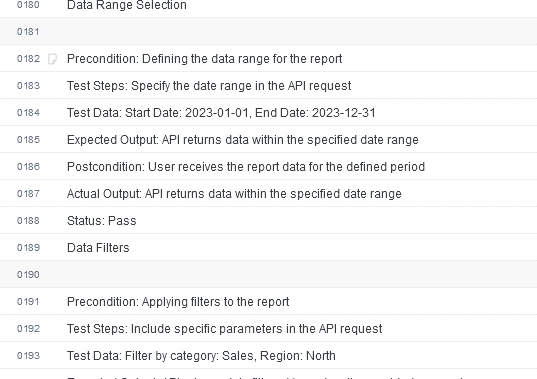 0180 Data Range Selection
0181
0182 Precondition: Defining the data range for the report
0183 Test Steps: Specify the date range in the API request
0184 Test Data: Start Date: 2023-01-01, End Date: 2023-12-31
0185 Expected Output: API returns data within the specified date range
0186 Postcondition: User receives the report data for the defined period
0187 Actual Output: API returns data within the specified date range
0188 Status: Pass
0189 Data Filters
0190
0191 Precondition: Applying filters to the report
0192 Test Steps: Include specific parameters in the API request
0193 Test Data: Filter by category: Sales, Region: North